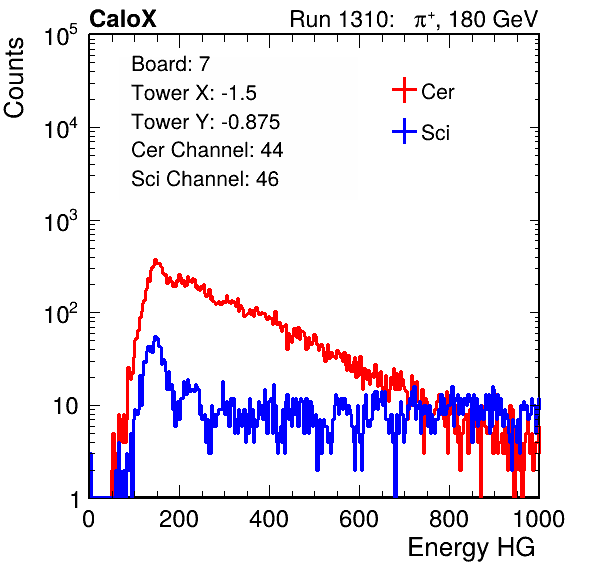 CaloX Run 1310: π⁺, 180 GeV
Counts
10⁵
10⁴
10³
10²
10
1
Board: 7
Tower X: -1.5
Tower Y: -0.875
Cer Channel: 44
Sci Channel: 46
Cer
Sci
0 200 400 600 800 1000
Energy HG